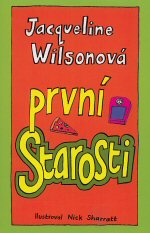 Jacqueline
Wilsonová
první
Starosti
Ilustroval Nick Sharratt